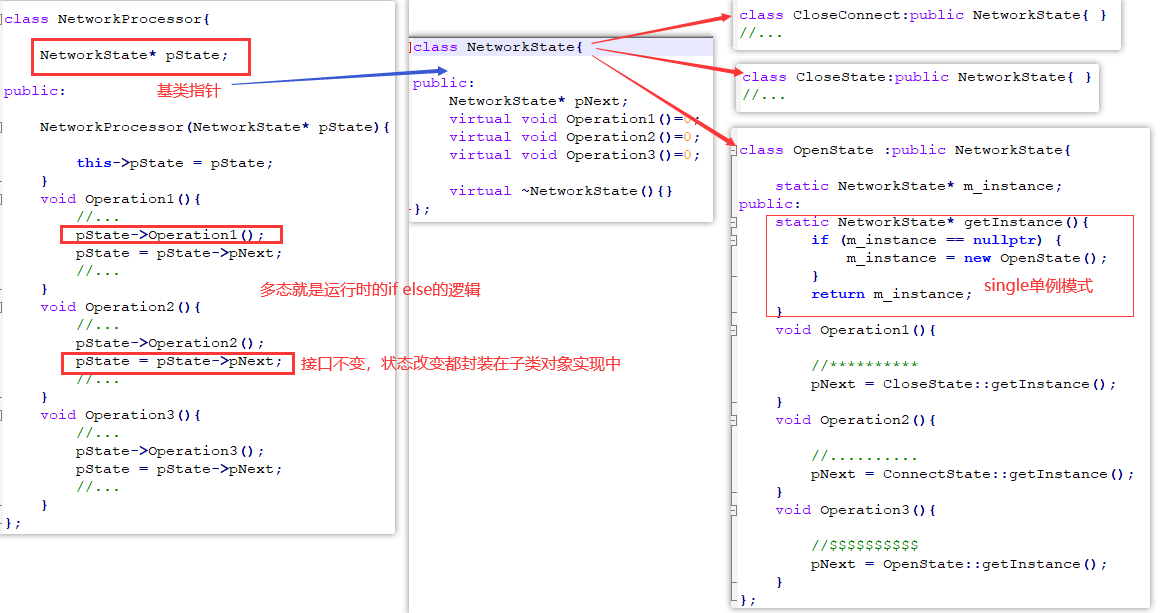 class NetworkProcessor{
NetworkState* pState;
public:
基类指针
NetworkProcessor(NetworkState* pState){
this->pState = pState;
}
void Operation1(){
//...
pState->Operation1();
pState = pState->pNext;
//...
}
多态就是运行时的if else的逻辑
void Operation2(){
//...
pState->Operation2();
pState = pState->pNext;
接口不变，状态改变都封装在子类对象实现中
//...
}
void Operation3(){
//...
pState->Operation3();
pState = pState->pNext;
//...
}
};
class NetworkState{
public:
NetworkState* pNext;
virtual void Operation1()=0;
virtual void Operation2()=0;
virtual void Operation3()=0;
virtual ~NetworkState(){}
};
class CloseConnect:public NetworkState{ }
//...
class CloseState:public NetworkState{ }
//...
class OpenState :public NetworkState{
static NetworkState* m_instance;
public:
static NetworkState* getInstance(){
if (m_instance == nullptr) {
m_instance = new OpenState();
}
single单例模式
return m_instance;
}
void Operation1(){
//**********
pNext = CloseState::getInstance();
}
void Operation2(){
//..........
pNext = ConnectState::getInstance();
}
void Operation3(){
//$$$$$$$$$$
pNext = OpenState::getInstance();
}
};